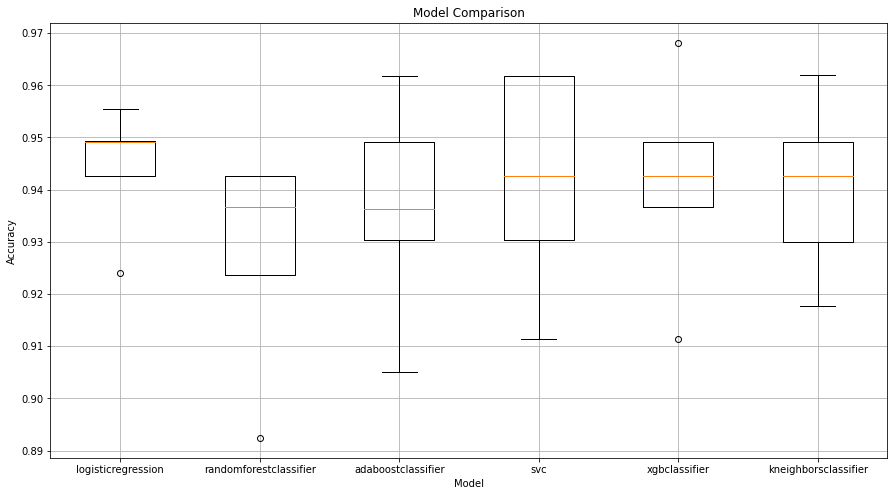 Model Comparison
0.97
0.96
0.95
0.94
0.93
0.92
0.91
0.90
0.89
Accuracy
logisticregression randomforestclassifier adaboostclassifier svc xgbclassifier kneighborsclassifier
Model